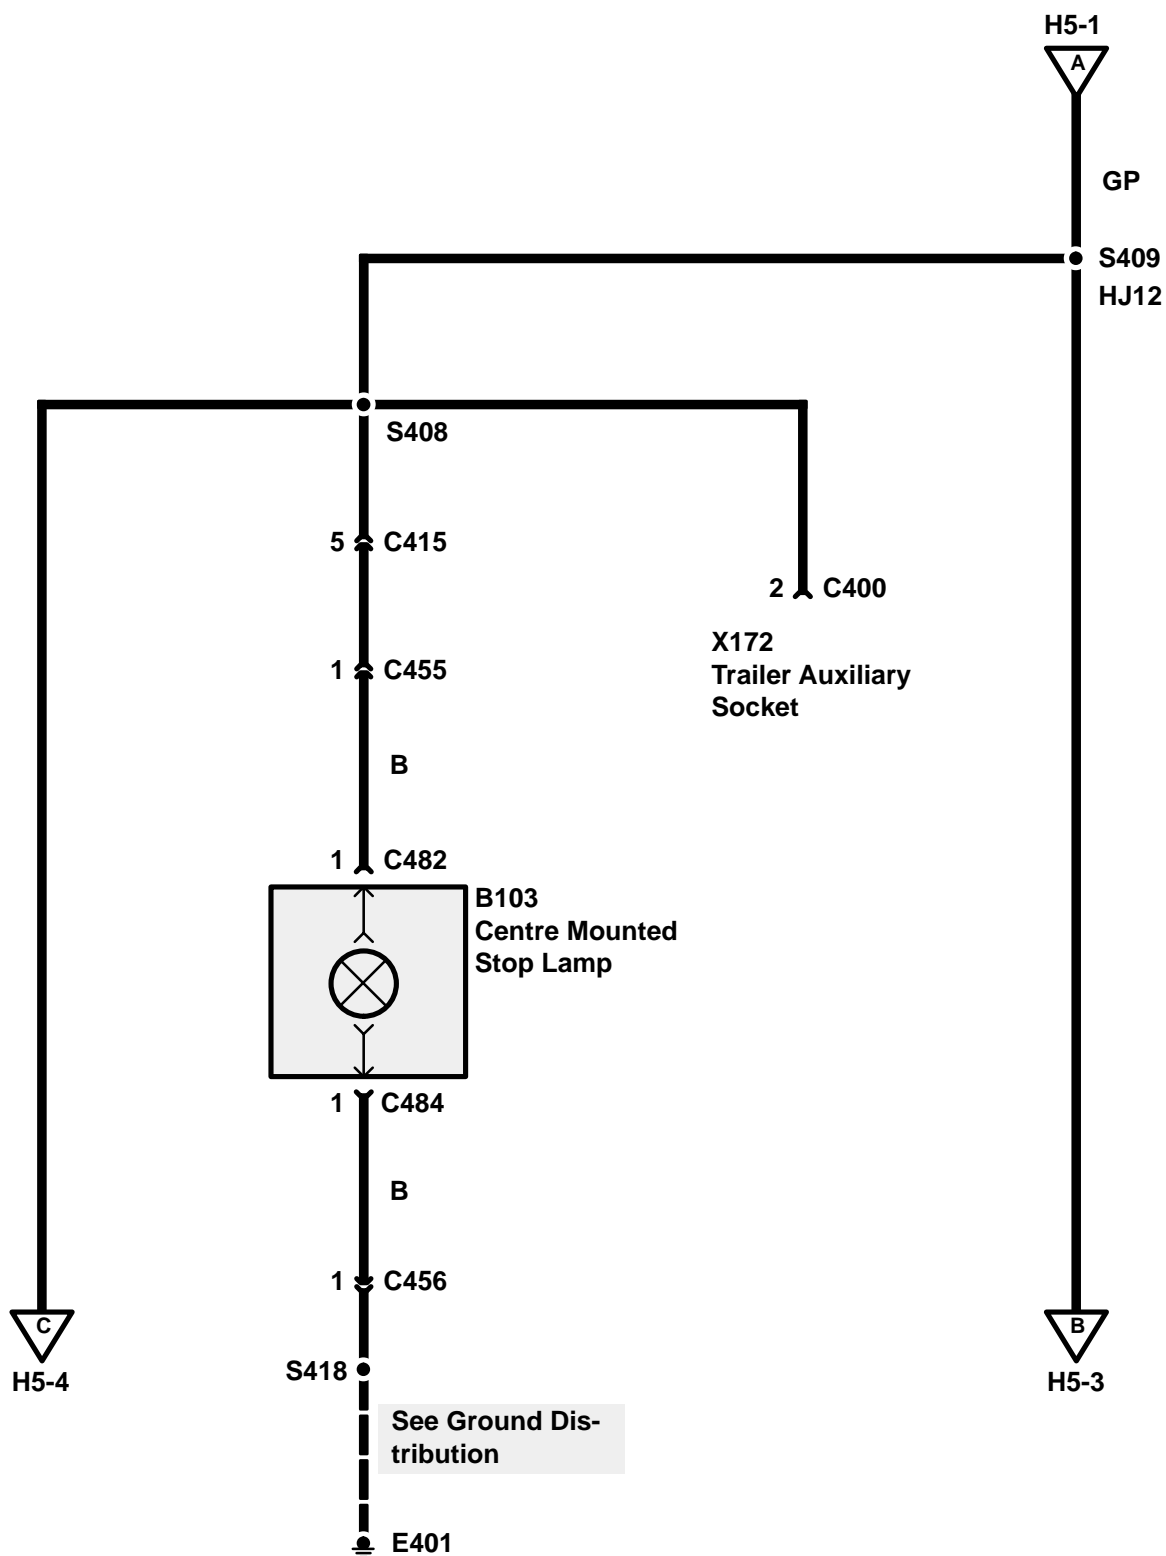 H5-1
A
GP
S409
HJ12
S408
5 C415
2 C400
X172
Trailer Auxiliary
Socket
1 C455
B
1 C482
B103
Centre Mounted
Stop Lamp
1 C484
B
1 C456
C
H5-4
B
H5-3
S418
See Ground Dis-
tribution
E401